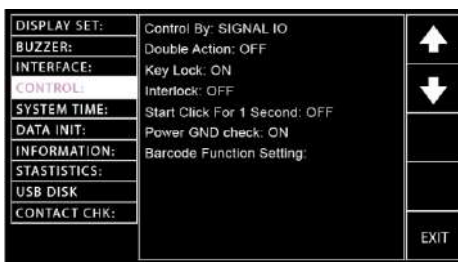 DISPLAY SET:
BUZZER:
INTERFACE:
CONTROL:
SYSTEM TIME:
DATA INIT:
INFORMATION:
STASTISTICS:
USB DISK
CONTACT CHK:
Control By: SIGNAL IO
Double Action: OFF
Key Lock: ON
Interlock: OFF
Start Click For 1 Second: OFF
Power GND check: ON
Barcode Function Setting:
EXIT